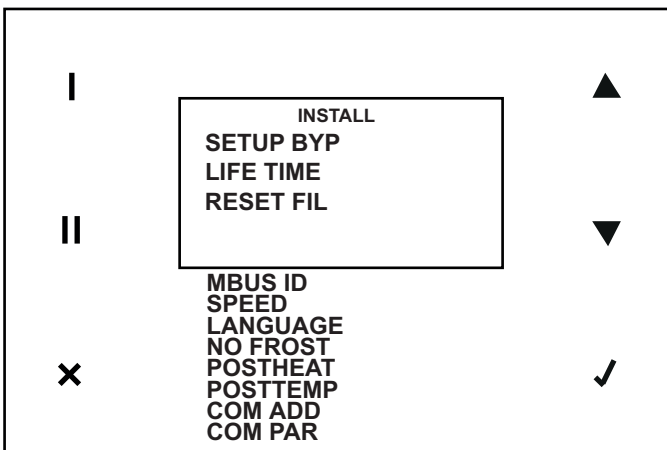 I
INSTALL
SETUP BYP
LIFE TIME
RESET FIL
II
MBUS ID
SPEED
LANGUAGE
NO FROST
POSTHEAT
POSTTEMP
COM ADD
COM PAR